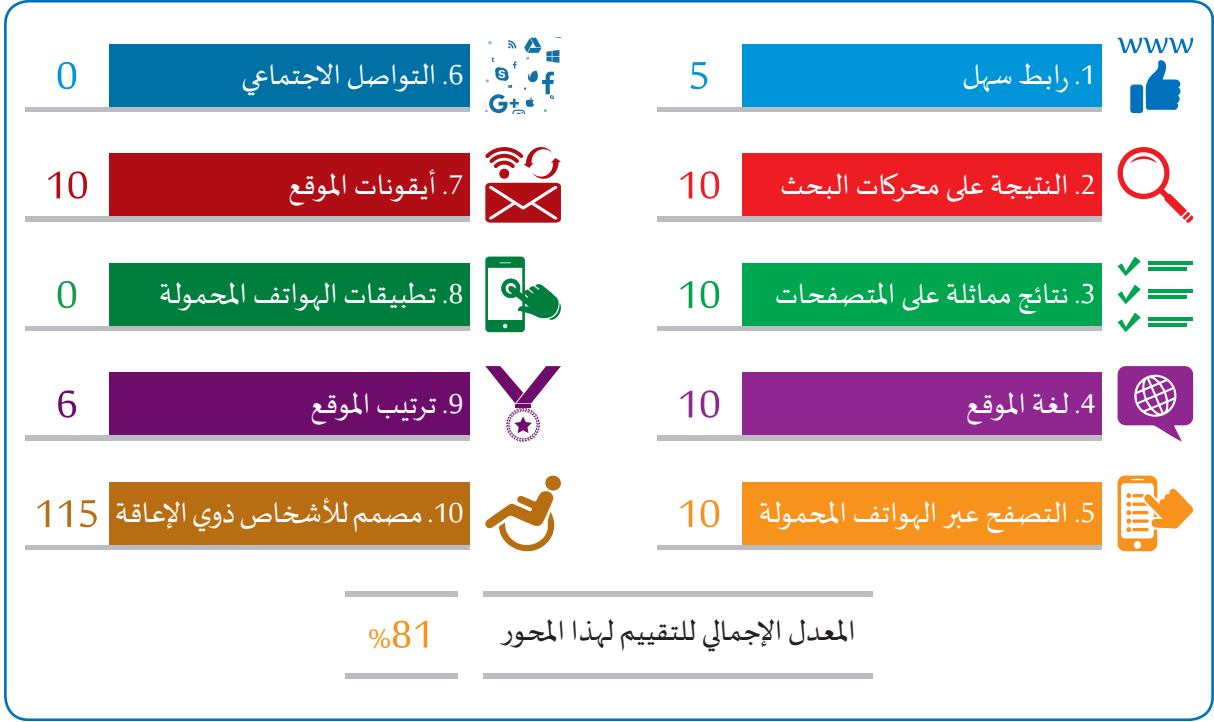 www
1. رابط سهل
5
2. النتيجة على محركات البحث
10
3. نتائج مماثلة على المتصفحات
10
4. لغة الموقع
10
5. التصفح عبر الهواتف المحمولة
10
6. التواصل الاجتماعي
0
7. أيقونات الموقع
10
8. تطبيقات الهواتف المحمولة
0
9. ترتيب الموقع
6
10. مصمم للأشخاص ذوي الإعاقة
115
المعدل الإجمالي للتقييم لهذا المحور
%81